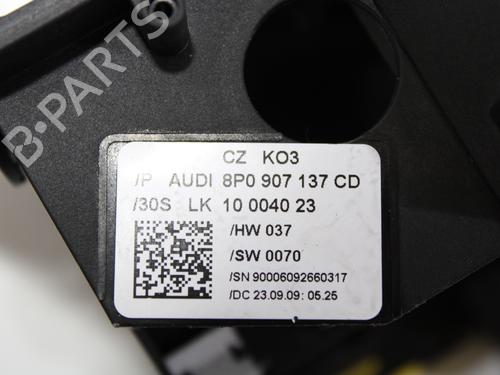 B-PARTS
CZ KO3
/P AUDI 8P0 907 137 CD
/30S LK 10 0040 23
/HW 037
/SW 0070
/SN 90006092660317
/DC 23.09.09: 05.25